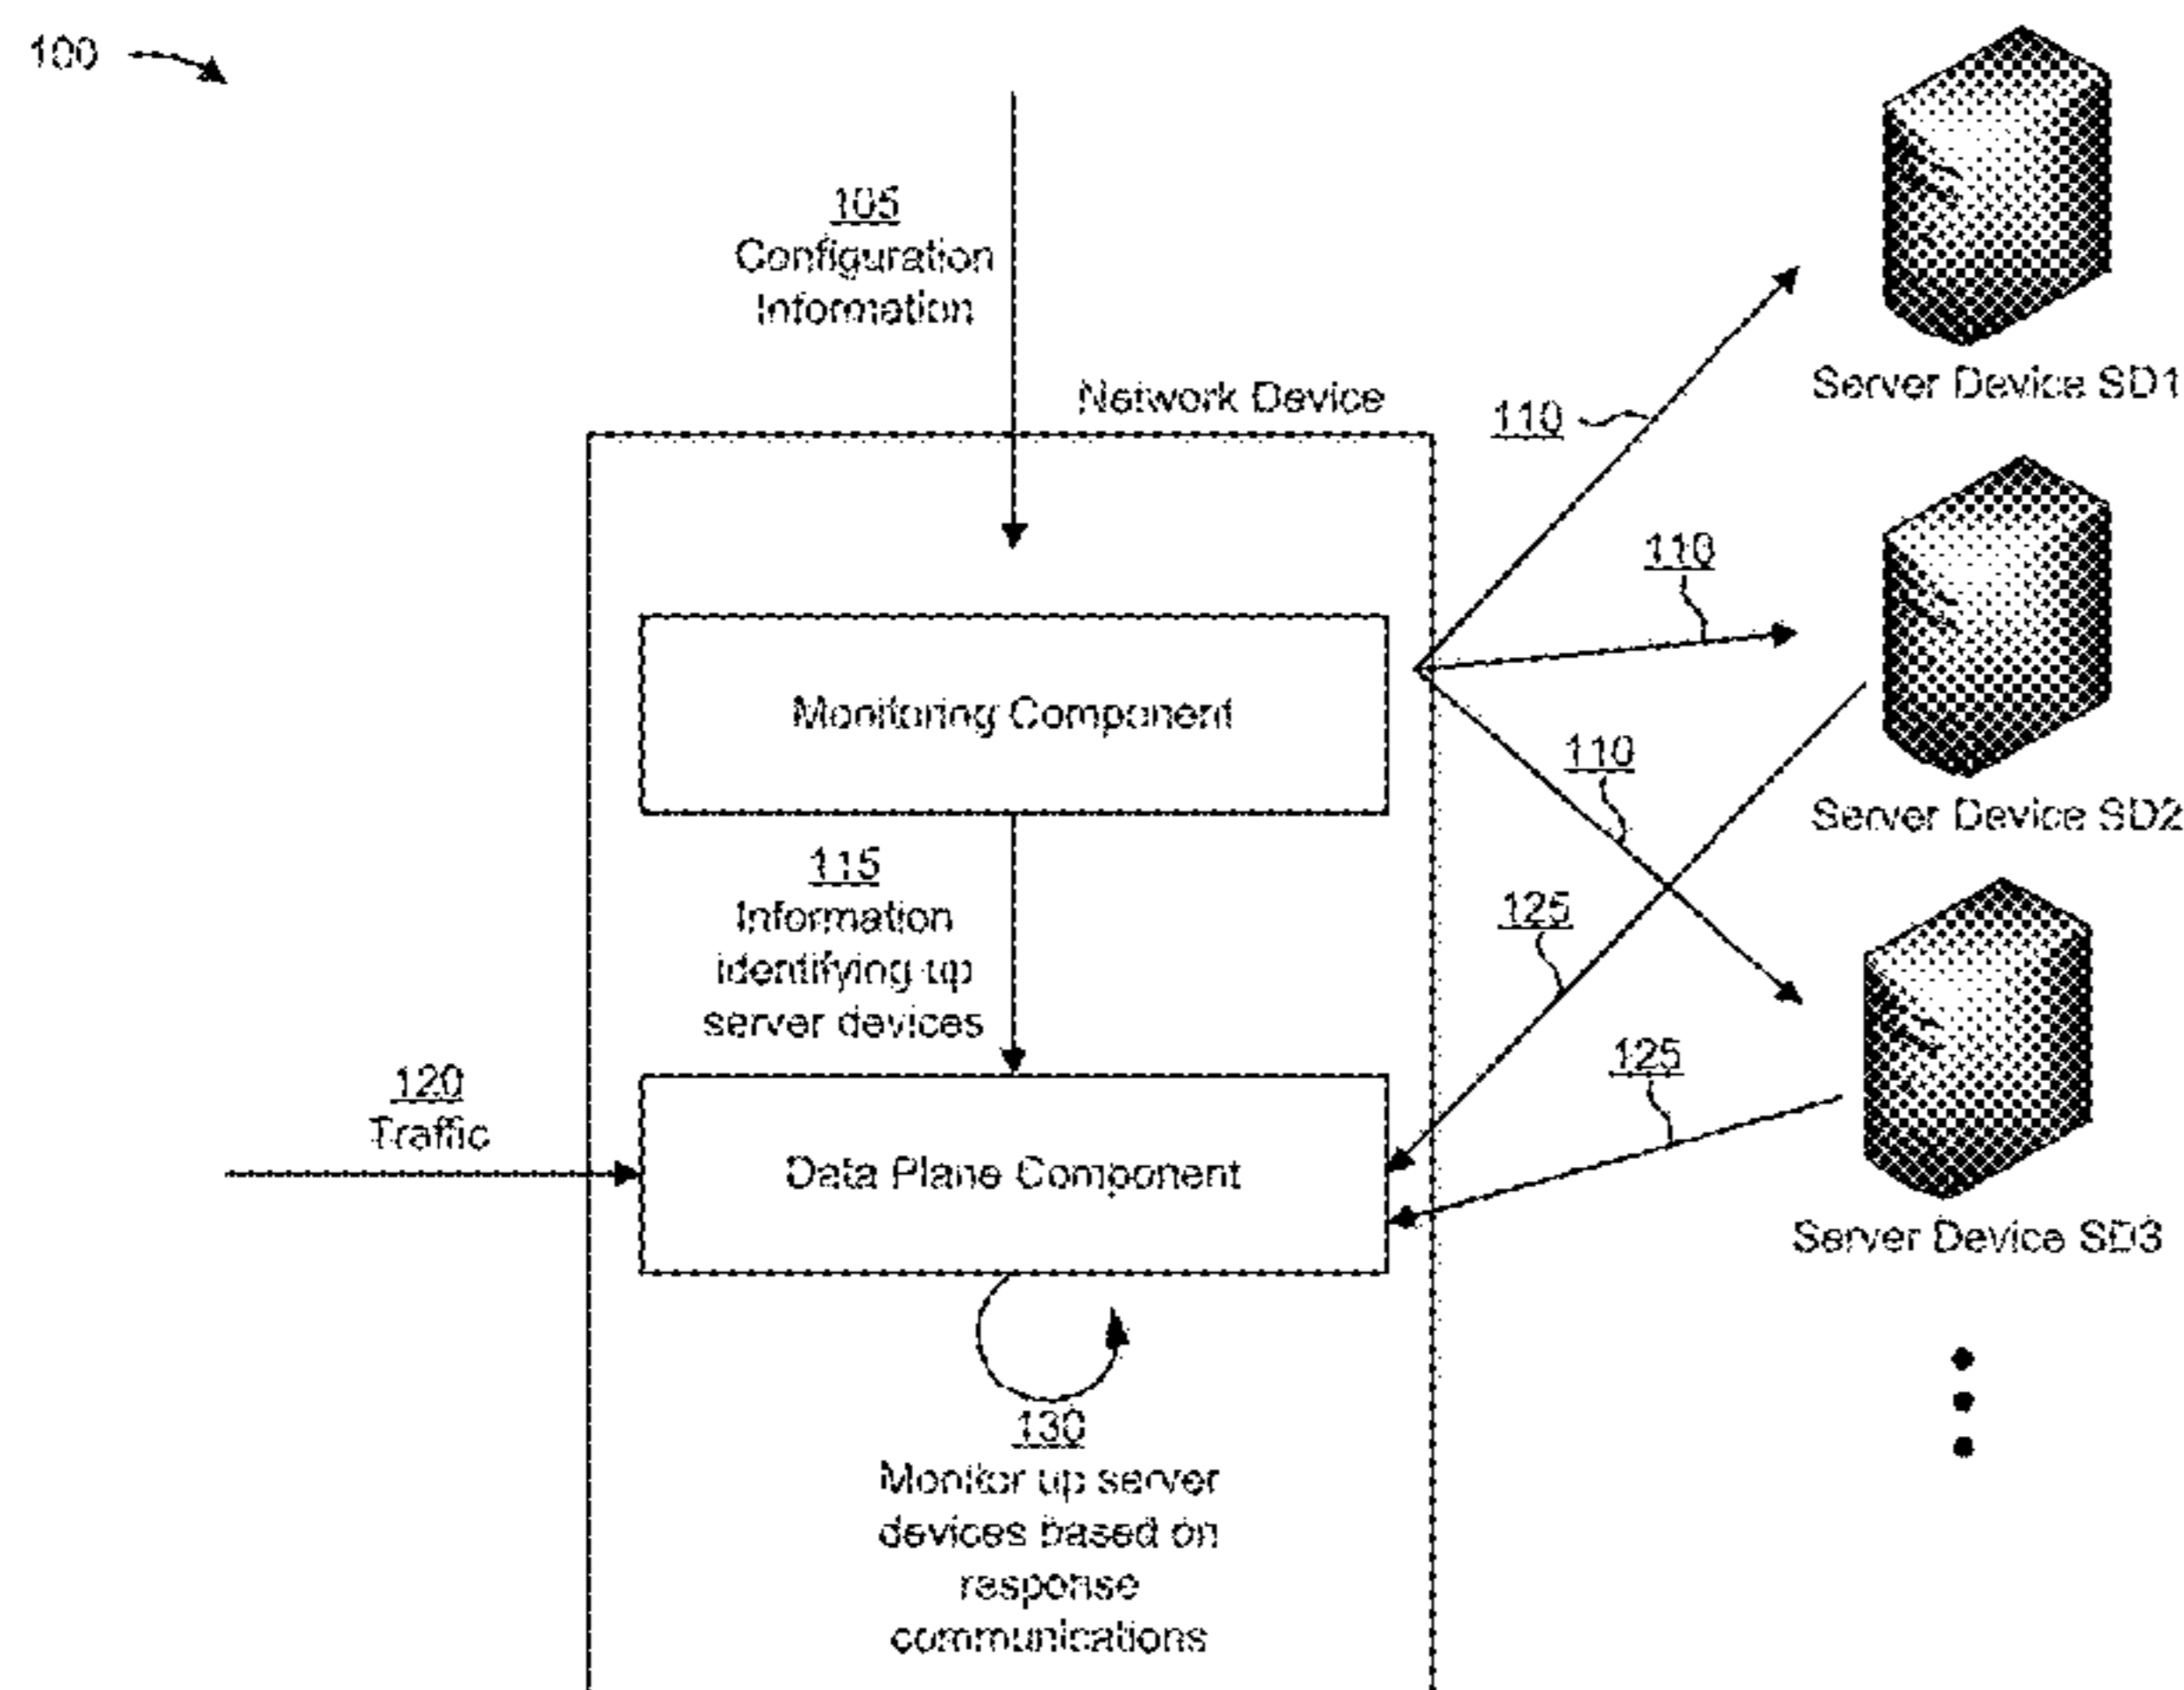 100
105
Configuration
Information
Network Device
Server Device SD1
110
110
Server Device SD2
Monitoring Component
110
115
Information
identifying up
server devices
125
125
120
Traffic
Data Plane Component
Server Device SD3
130
Monitor up server
devices based on
response
communications